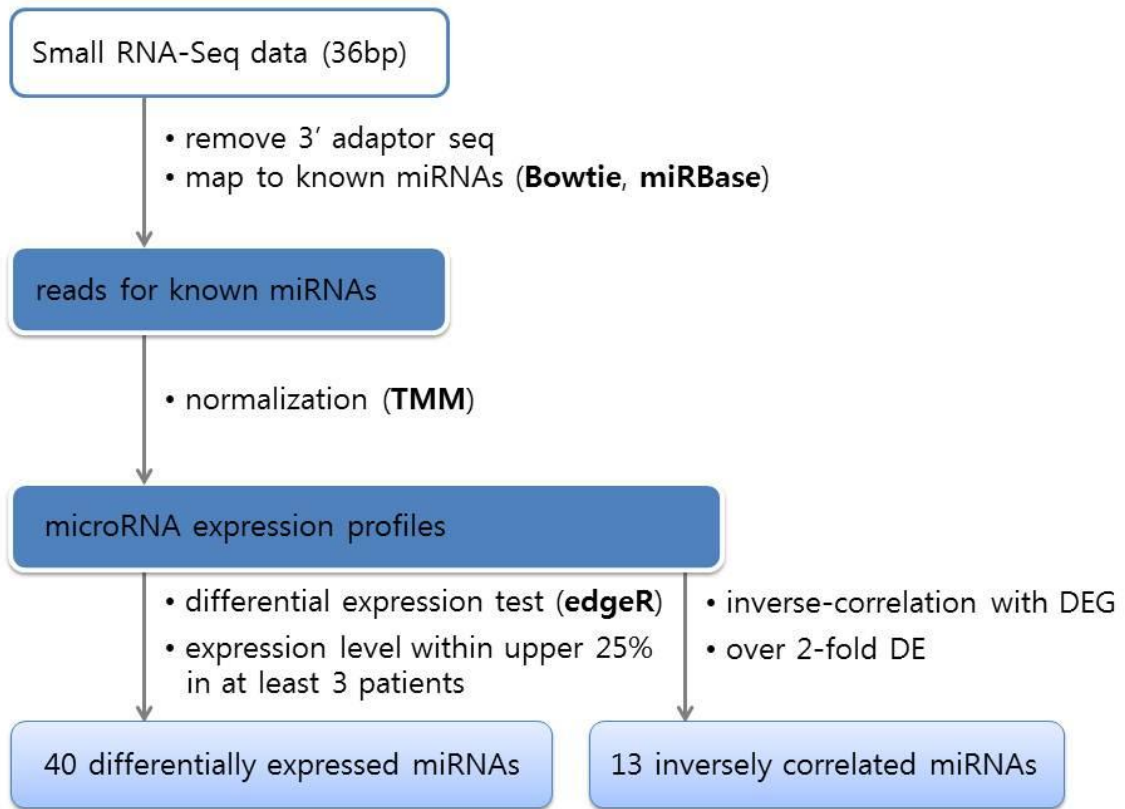 Small RNA-Seq data (36bp)
• remove 3′ adaptor seq
• map to known miRNAs (Bowtie, miRBase)
reads for known miRNAs
• normalization (TMM)
microRNA expression profiles
• differential expression test (edgeR)
• expression level within upper 25%
in at least 3 patients
• inverse-correlation with DEG
• over 2-fold DE
40 differentially expressed miRNAs
13 inversely correlated miRNAs